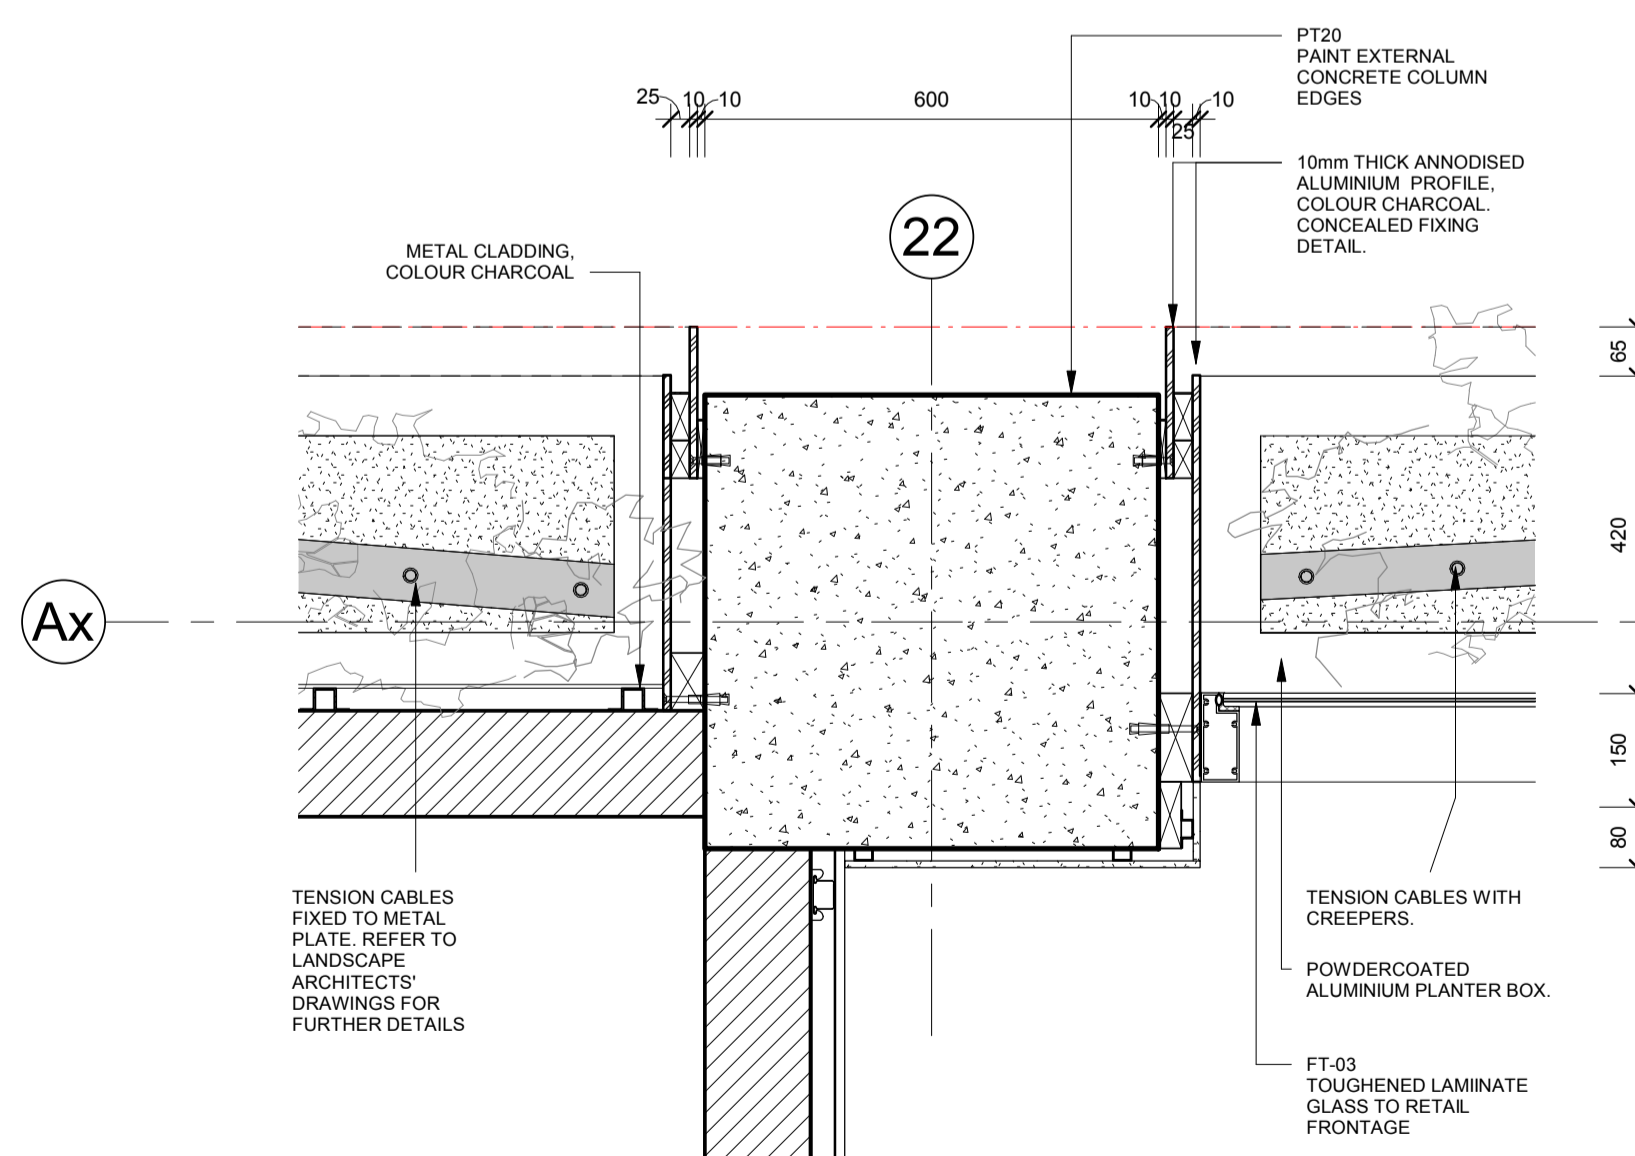 PT20
PAINT EXTERNAL
CONCRETE COLUMN
EDGES
25 10 10 600 10 10 25 10
10mm THICK ANNODISED
ALUMINIUM PROFILE,
COLOUR CHARCOAL.
CONCEALED FIXING
DETAIL.
22
METAL CLADDING,
COLOUR CHARCOAL
65
420
Ax
150
80
TENSION CABLES
FIXED TO METAL
PLATE. REFER TO
LANDSCAPE
ARCHITECTS'
DRAWINGS FOR
FURTHER DETAILS
TENSION CABLES WITH
CREEPERS.
POWDERCOATED
ALUMINIUM PLANTER BOX.
FT-03
TOUGHENED LAMIINATE
GLASS TO RETAIL
FRONTAGE